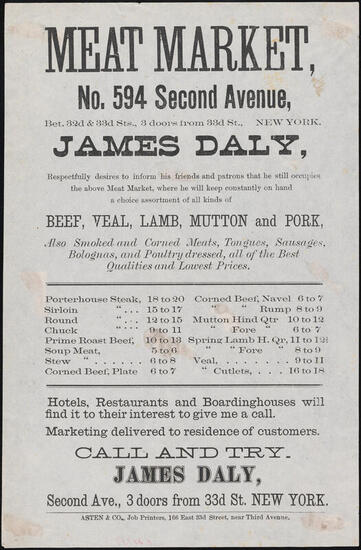 MEAT MARKET,
No. 594 Second Avenue,
Bet. 32d & 33d Sts., 3 doors from 33d St., NEW YORK.
JAMES DALY,
Respectfully desires to inform his friends and patrons that he still occupies
the above Meat Market, where he will keep constantly on hand
a choice assortment of all kinds of
BEEF, VEAL, LAMB, MUTTON and PORK,
Also Smoked and Corned Meats, Tongues, Sausages,
Bolognas, and Poultry dressed, all of the Best
Qualities and Lowest Prices.
Porterhouse Steak, 18 to 20 Corned Beef, Navel 6 to 7
Sirloin " ... 15 to 17 " " Rump 8 to 9
Round " ... 12 to 15 Mutton Hind Qtr 10 to 12
Chuck " ... 9 to 11 " Fore " 6 to 7
Prime Roast Beef, 10 to 13 Spring Lamb H. Qr, 11 to 12½
Soup Meat, 5 to 6 " " Fore " 8 to 9
Stew " 6 to 8 Veal, 9 to 11
Corned Beef, Plate 6 to 7 " Cutlets, 16 to 18
Hotels, Restaurants and Boardinghouses will
find it to their interest to give me a call.
Marketing delivered to residence of customers.
CALL AND TRY.
JAMES DALY,
Second Ave., 3 doors from 33d St. NEW YORK.
ASTEN & CO., Job Printers, 166 East 33d Street, near Third Avenue.